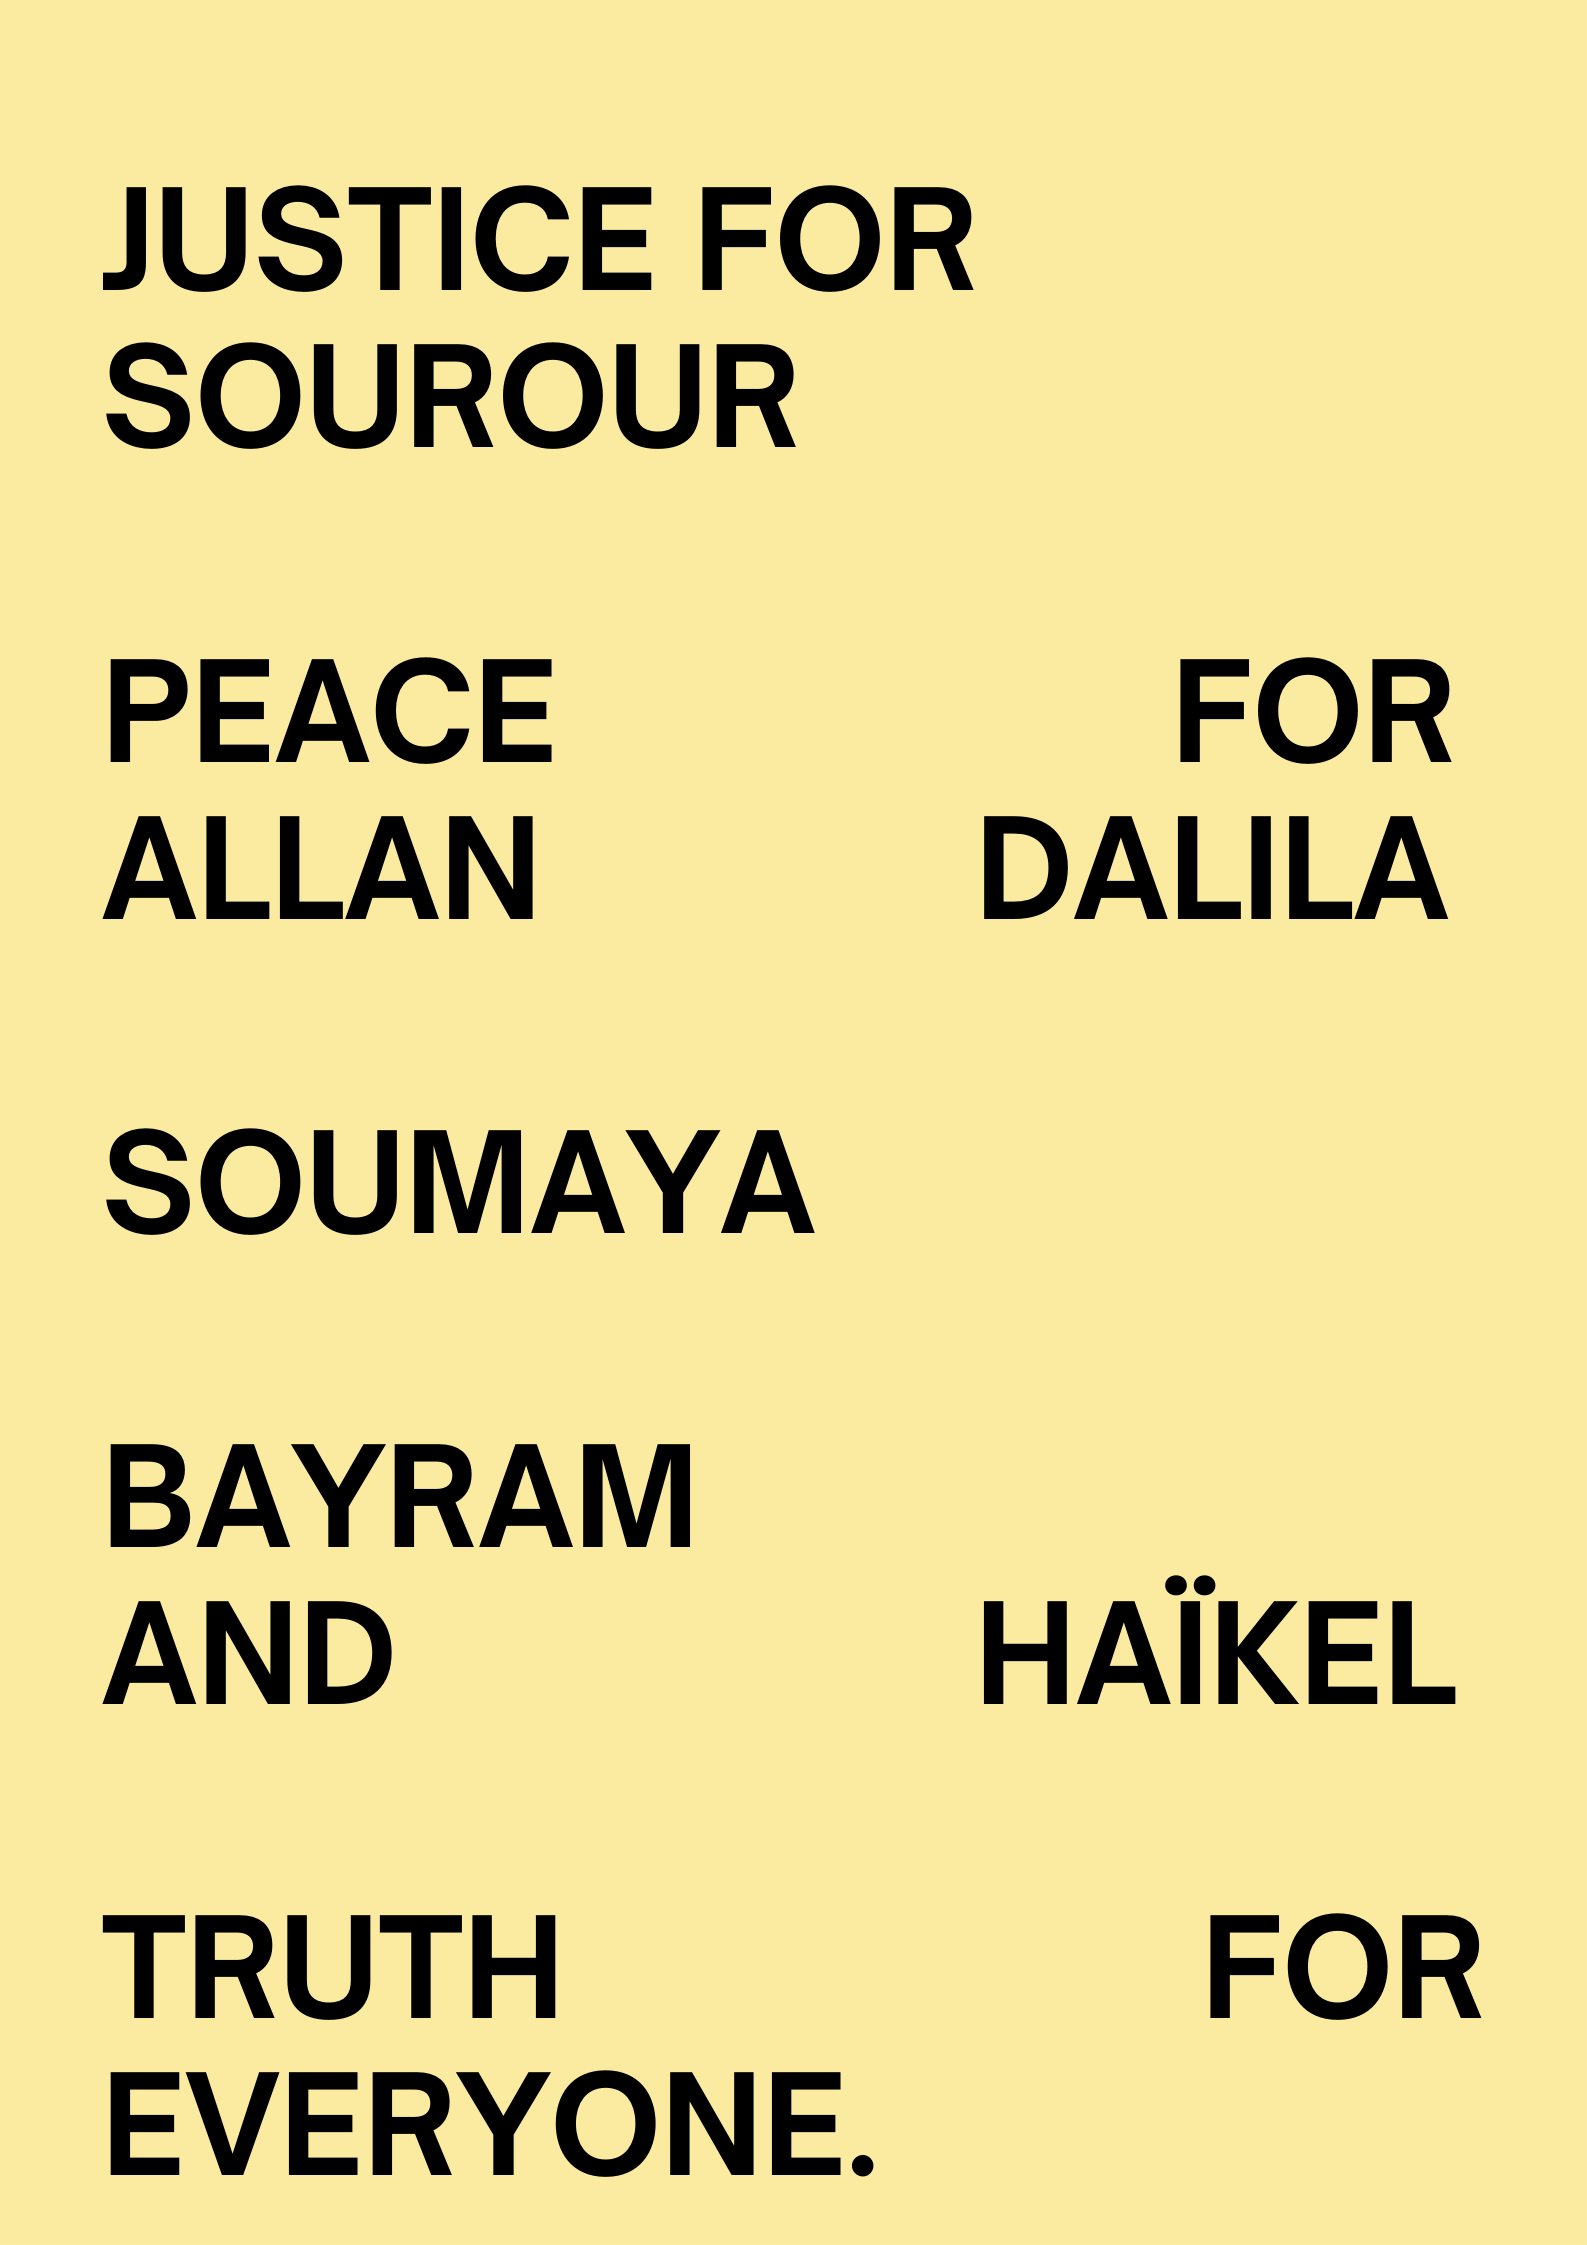 JUSTICE FOR
SOUROUR
PEACE FOR
ALLAN DALILA
SOUMAYA
BAYRAM
AND HAÏKEL
TRUTH FOR
EVERYONE.